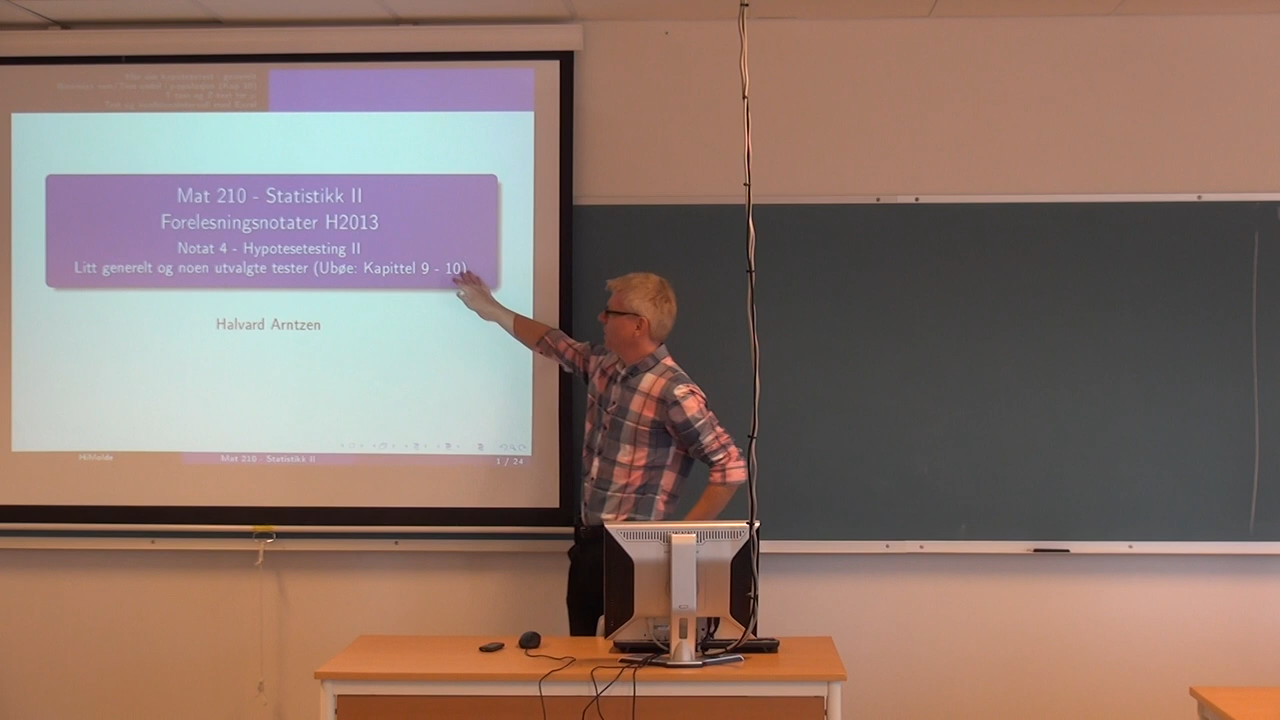 Mat 210 - Statistikk II
Forelesningsnotater H2013
Notat 4 - Hypotesetesting II
Litt generelt og noen utvalgte tester (Ubøe: Kapittel 9 - 10)
Halvard Arntzen
HiMolde
Mat 210 - Statistikk II
1 / 24